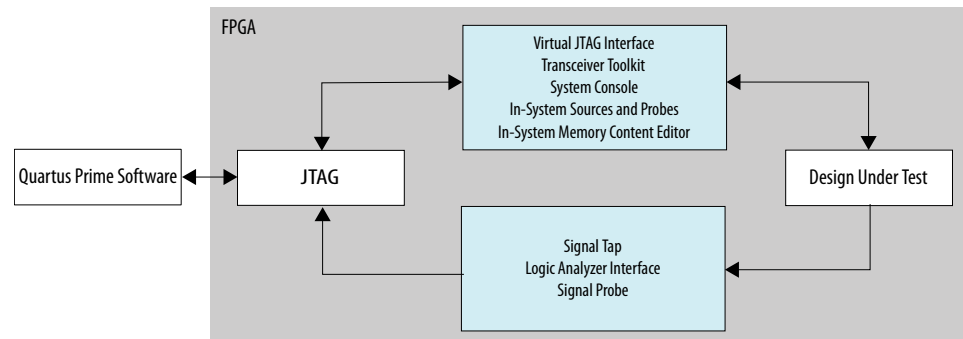 FPGA
Virtual JTAG Interface
Transceiver Toolkit
System Console
In-System Sources and Probes
In-System Memory Content Editor
Quartus Prime Software
JTAG
Design Under Test
Signal Tap
Logic Analyzer Interface
Signal Probe